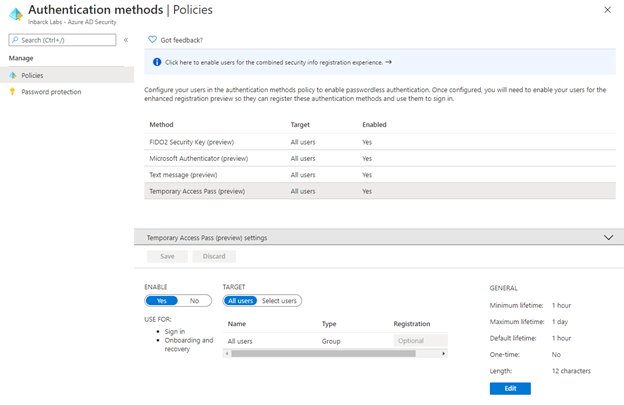 Authentication methods | Policies
Inbarck Labs - Azure AD Security
Search (Ctrl+/)
Manage
Policies
Password protection
Got feedback?
Click here to enable users for the combined security info registration experience. →
Configure your users in the authentication methods policy to enable passwordless authentication. Once configured, you will need to enable your users for the
enhanced registration preview so they can register these authentication methods and use them to sign in.
Method Target Enabled
FIDO2 Security Key (preview) All users Yes
Microsoft Authenticator (preview) All users Yes
Text message (preview) All users Yes
Temporary Access Pass (preview) All users Yes
Temporary Access Pass (preview) settings
Save Discard
ENABLE
Yes No
USE FOR:
• Sign in
• Onboarding and
recovery
TARGET
All users Select users
Name Type Registration
All users Group Optional
GENERAL
Minimum lifetime: 1 hour
Maximum lifetime: 1 day
Default lifetime: 1 hour
One-time: No
Length: 12 characters
Edit